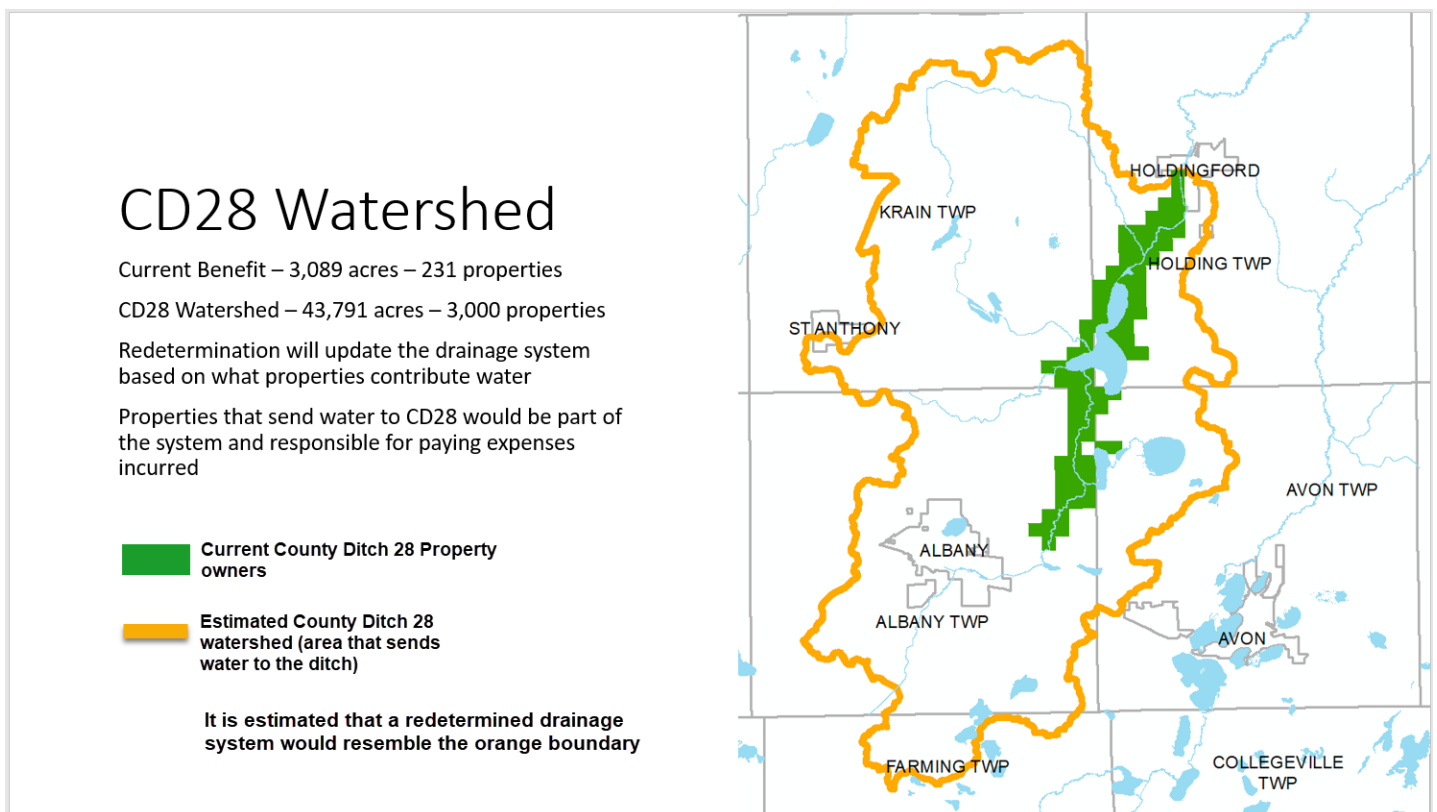 CD28 Watershed
Current Benefit – 3,089 acres – 231 properties
CD28 Watershed – 43,791 acres – 3,000 properties
Redetermination will update the drainage system
based on what properties contribute water
Properties that send water to CD28 would be part of
the system and responsible for paying expenses
incurred
Current County Ditch 28 Property
owners
Estimated County Ditch 28
watershed (area that sends
water to the ditch)
It is estimated that a redetermined drainage
system would resemble the orange boundary
HOLDINGFORD
KRAIN TWP
HOLDING TWP
ST ANTHONY
AVON TWP
ALBANY
ALBANY TWP
AVON
FARMING TWP
COLLEGEVILLE
TWP